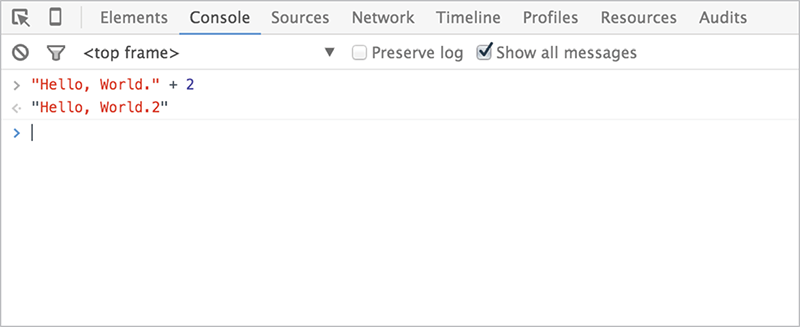 Elements Console Sources Network Timeline Profiles Resources Audits
<top frame> Preserve log Show all messages
"Hello, World." + 2
"Hello, World.2"